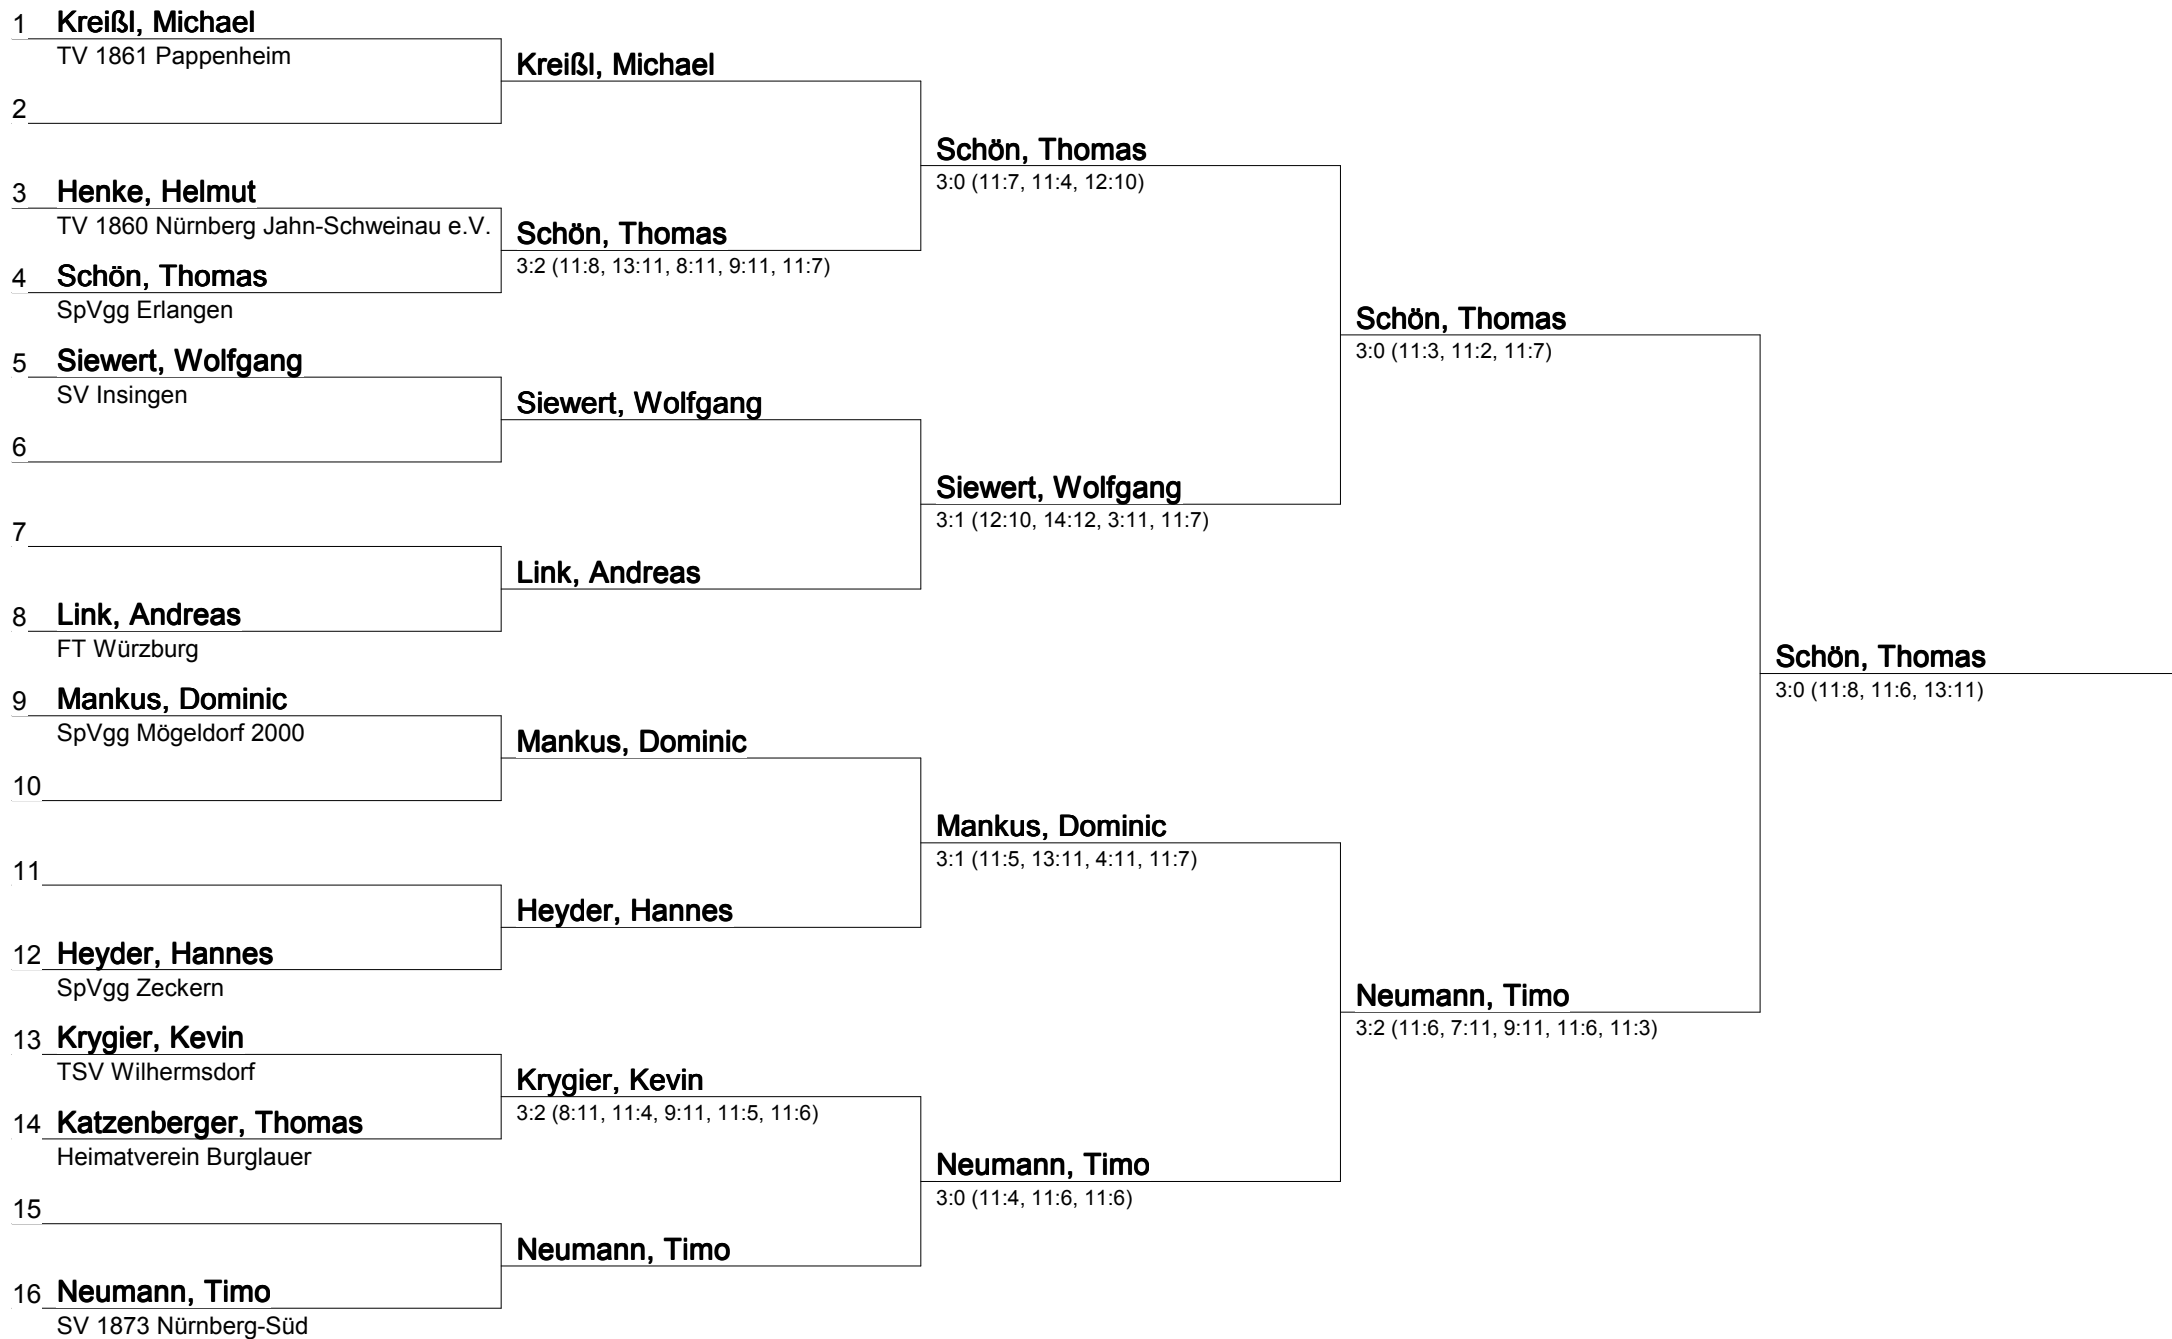 1 Kreißl, Michael
TV 1861 Pappenheim
2
3 Henke, Helmut
TV 1860 Nürnberg Jahn-Schweinau e.V.
4 Schön, Thomas
SpVgg Erlangen
5 Siewert, Wolfgang
SV Insingen
6
7
8 Link, Andreas
FT Würzburg
9 Mankus, Dominic
SpVgg Mögeldorf 2000
10
11
12 Heyder, Hannes
SpVgg Zeckern
13 Krygier, Kevin
TSV Wilhermsdorf
14 Katzenberger, Thomas
Heimatverein Burglauer
15
16 Neumann, Timo
SV 1873 Nürnberg-Süd
Kreißl, Michael
Schön, Thomas
3:2 (11:8, 13:11, 8:11, 9:11, 11:7)
Siewert, Wolfgang
Link, Andreas
Mankus, Dominic
Heyder, Hannes
Krygier, Kevin
3:2 (8:11, 11:4, 9:11, 11:5, 11:6)
Neumann, Timo
Schön, Thomas
3:0 (11:7, 11:4, 12:10)
Siewert, Wolfgang
3:1 (12:10, 14:12, 3:11, 11:7)
Mankus, Dominic
3:1 (11:5, 13:11, 4:11, 11:7)
Neumann, Timo
3:0 (11:4, 11:6, 11:6)
Schön, Thomas
3:0 (11:3, 11:2, 11:7)
Neumann, Timo
3:2 (11:6, 7:11, 9:11, 11:6, 11:3)
Schön, Thomas
3:0 (11:8, 11:6, 13:11)